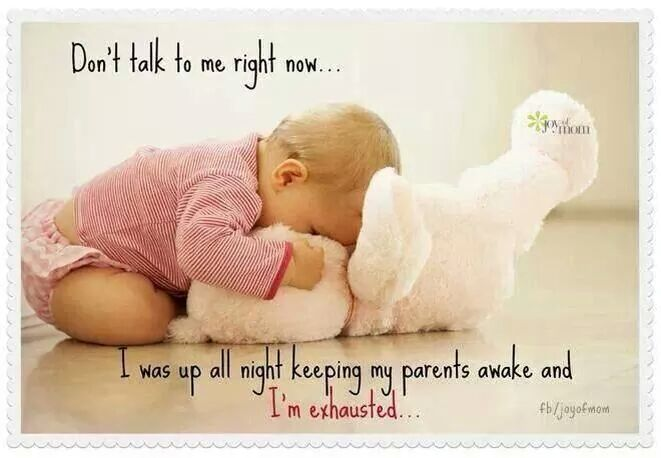 Don't talk to me right now...
joy of
mom
I was up all night keeping my parents awake and
I'm exhausted...
fb/joyofmom